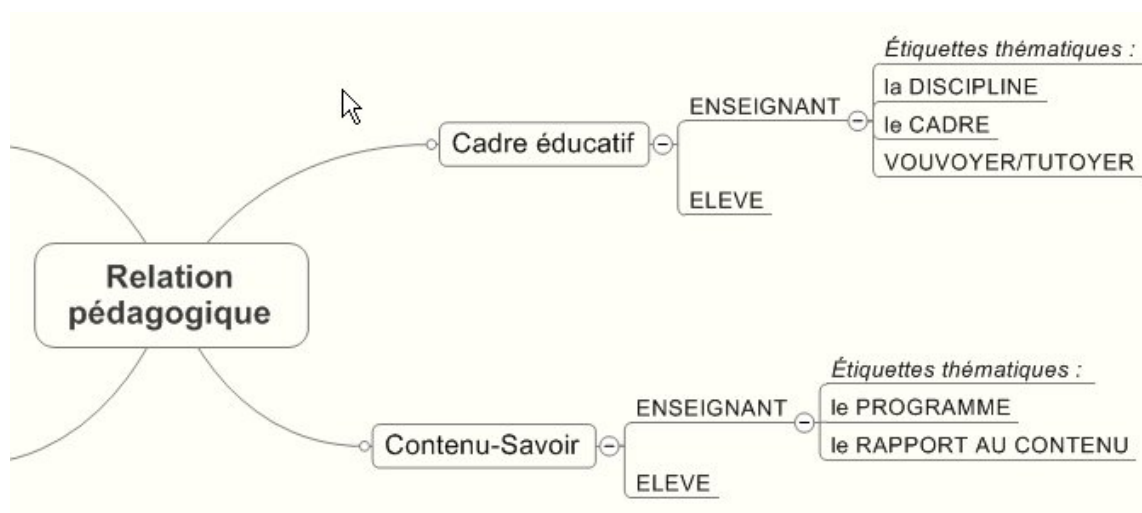 Relation
pédagogique
Cadre éducatif
ENSEIGNANT
Étiquettes thématiques :
la DISCIPLINE
le CADRE
VOUVOYER/TUTOYER
ELEVE
Contenu-Savoir
ENSEIGNANT
Étiquettes thématiques :
le PROGRAMME
le RAPPORT AU CONTENU
ELEVE